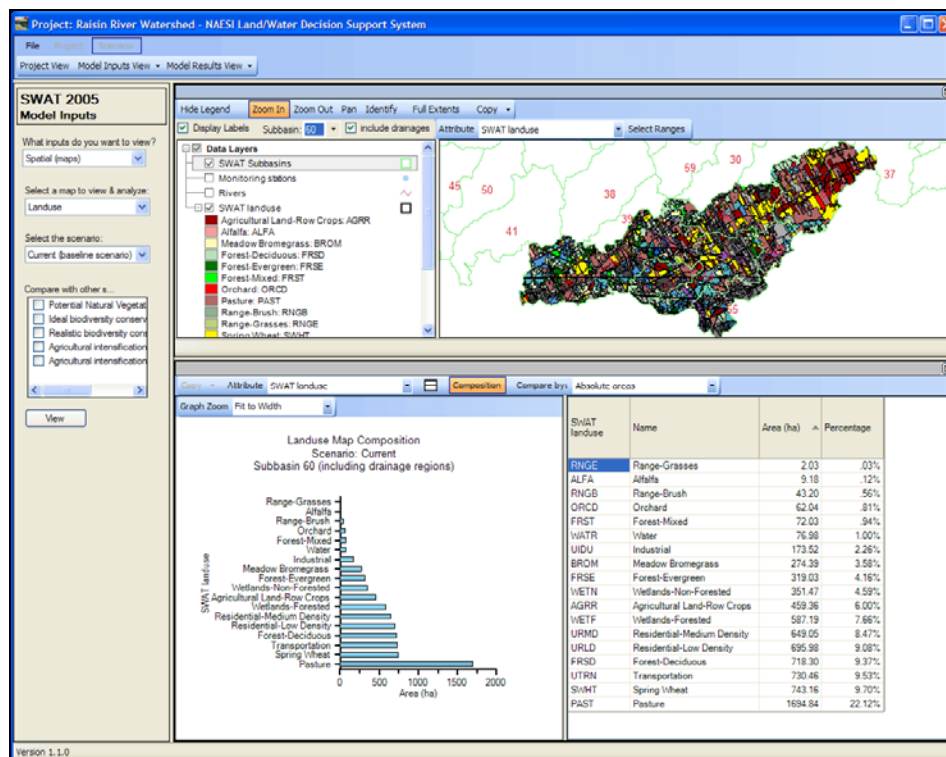 Project: Raisin River Watershed - NAESI Land/Water Decision Support System
File Project Scenario
Project View Model Inputs View Model Results View
SWAT 2005
Model Inputs
What inputs do you want to view?
Spatial (maps)
Select a map to view & analyze:
Landuse
Select the scenario:
Current (baseline scenario)
Compare with other s...
Potential Natural Vegetat
Ideal biodiversity conserv
Realistic biodiversity cons
Agricultural intensification
Agricultural intensification
View
Hide Legend Zoom In Zoom Out Pan Identify Full Extents Copy
Display Labels Subbasin: 60 include drainages Attribute SWAT landuse Select Ranges
Data Layers
SWAT Subbasins
Monitoring stations
Rivers
SWAT landuse
Agricultural Land-Row Crops: AGRR
Alfalfa: ALFA
Meadow Bromegrass: BROM
Forest-Deciduous: FRSD
Forest-Evergreen: FRSE
Forest-Mixed: FRST
Orchard: ORCD
Pasture: PAST
Range-Brush: RNGB
Range-Grasses: RNGE
Spring Wheat: SWHT
45 50 38 59 30 37
41 39
55
Copy Attribute SWAT landuse Composition Compare by: Absolute areas
Graph Zoom Fit to Width
Landuse Map Composition
Scenario: Current
Subbasin 60 (including drainage regions)
SWAT landuse
Range-Grasses
Alfalfa
Range-Brush
Orchard
Forest-Mixed
Water
Industrial
Meadow Bromegrass
Forest-Evergreen
Wetlands-Non-Forested
Agricultural Land-Row Crops
Wetlands-Forested
Residential-Medium Density
Residential-Low Density
Forest-Deciduous
Transportation
Spring Wheat
Pasture
0 500 1000 1500 2000
Area (ha)
SWAT landuse Name Area (ha) Percentage
RNGE Range-Grasses 2.03 .03%
ALFA Alfalfa 9.18 .12%
RNGB Range-Brush 43.20 .56%
ORCD Orchard 62.04 .81%
FRST Forest-Mixed 72.03 .94%
WATR Water 76.98 1.00%
UIDU Industrial 173.52 2.26%
BROM Meadow Bromegrass 274.39 3.58%
FRSE Forest-Evergreen 319.03 4.16%
WETN Wetlands-Non-Forested 351.47 4.59%
AGRR Agricultural Land-Row Crops 459.36 6.00%
WETF Wetlands-Forested 587.19 7.66%
URMD Residential-Medium Density 649.05 8.47%
URLD Residential-Low Density 695.98 9.08%
FRSD Forest-Deciduous 718.30 9.37%
UTRN Transportation 730.46 9.53%
SWHT Spring Wheat 743.16 9.70%
PAST Pasture 1694.84 22.12%
Version 1.1.0